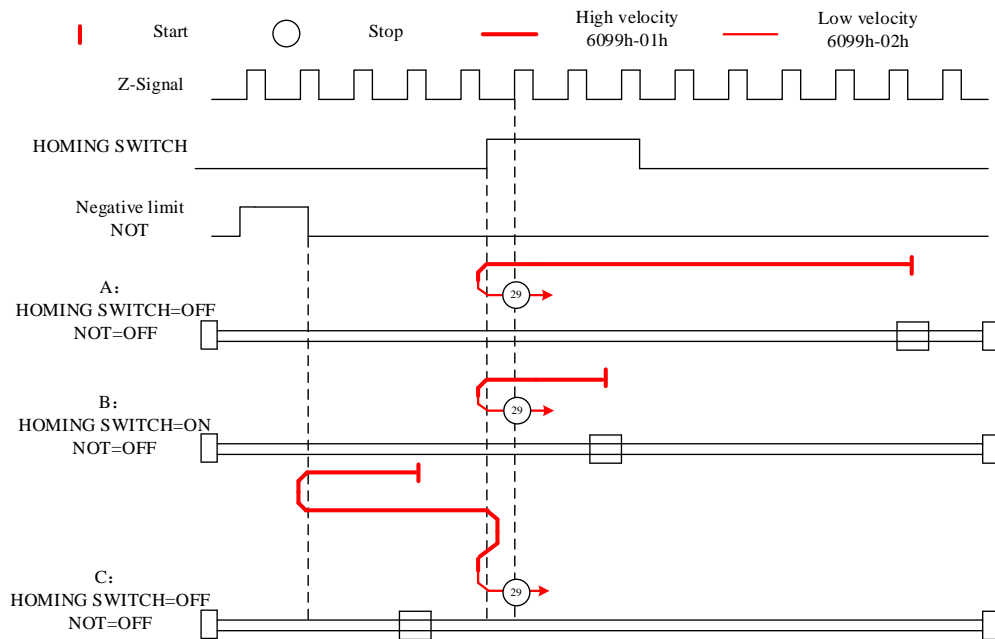 Start
Stop
High velocity
6099h-01h
Low velocity
6099h-02h
Z-Signal
HOMING SWITCH
Negative limit
NOT
A：
HOMING SWITCH=OFF
NOT=OFF
29
B：
HOMING SWITCH=ON
NOT=OFF
29
C：
HOMING SWITCH=OFF
NOT=OFF
29